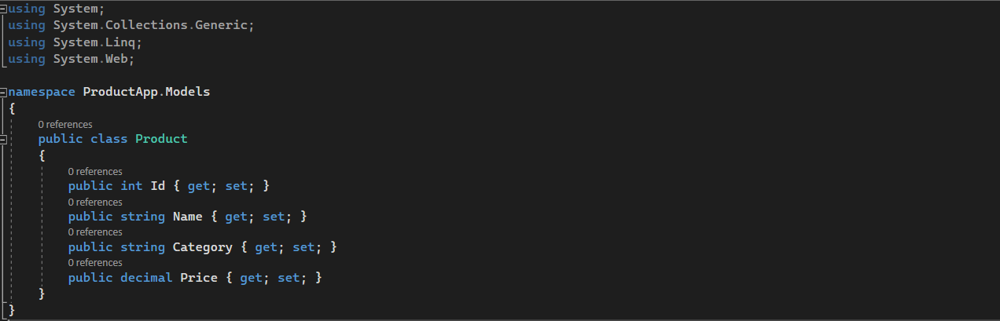 using System;
using System.Collections.Generic;
using System.Linq;
using System.Web;
namespace ProductApp.Models
{
0 references
public class Product
{
0 references
public int Id { get; set; }
0 references
public string Name { get; set; }
0 references
public string Category { get; set; }
0 references
public decimal Price { get; set; }
}
}